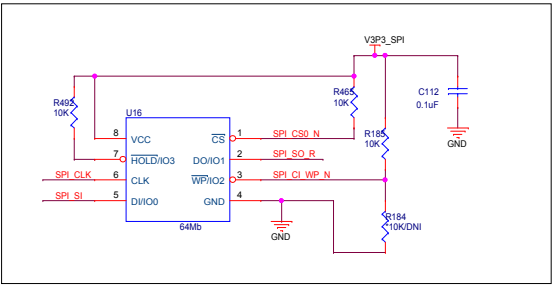 V3P3_SPI
R492
10K
R465
10K
C112
0.1uF
GND
U16
R185
10K
8 VCC CS 1 SPI_CS0_N
7 HOLD/IO3 DO/IO1 2 SPI_SO_R
SPI_CLK 6 CLK WP/IO2 3 SPI_CI_WP_N
SPI_SI 5 DI/IO0 GND 4
64Mb
GND
R184
*10K/DNI